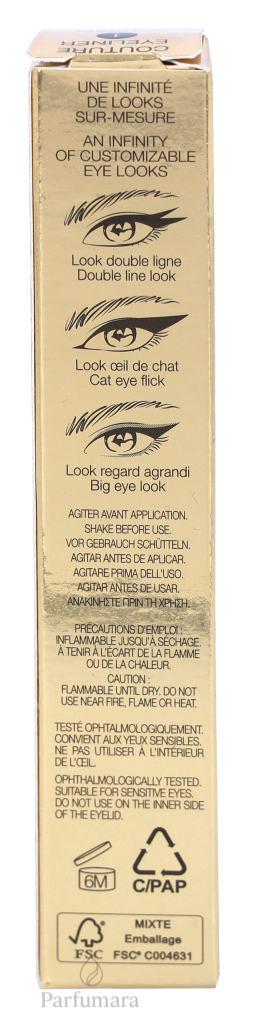 COUTURE
EYELINER
1
UNE INFINITÉ
DE LOOKS
SUR-MESURE
AN INFINITY
OF CUSTOMIZABLE
EYE LOOKS
Look double ligne
Double line look
Look œil de chat
Cat eye flick
Look regard agrandi
Big eye look
AGITER AVANT APPLICATION.
SHAKE BEFORE USE.
VOR GEBRAUCH SCHÜTTELN.
AGITAR ANTES DE APLICAR.
AGITARE PRIMA DELL'USO.
AGITAR ANTES DE USAR.
ΑΝΑΚΙΝΗΣΤΕ ΠΡΙΝ ΤΗ ΧΡΗΣΗ.
PRÉCAUTIONS D'EMPLOI :
INFLAMMABLE JUSQU'À SÉCHAGE.
À TENIR À L'ÉCART DE LA FLAMME
OU DE LA CHALEUR.
CAUTION :
FLAMMABLE UNTIL DRY. DO NOT
USE NEAR FIRE, FLAME OR HEAT.
TESTÉ OPHTALMOLOGIQUEMENT.
CONVIENT AUX YEUX SENSIBLES.
NE PAS UTILISER À L'INTÉRIEUR
DE L'ŒIL.
OPHTHALMOLOGICALLY TESTED.
SUITABLE FOR SENSITIVE EYES.
DO NOT USE ON THE INNER SIDE
OF THE EYELID.
6M
C/PAP
FSC
MIXTE
Emballage
FSC® C004631
Parfumara